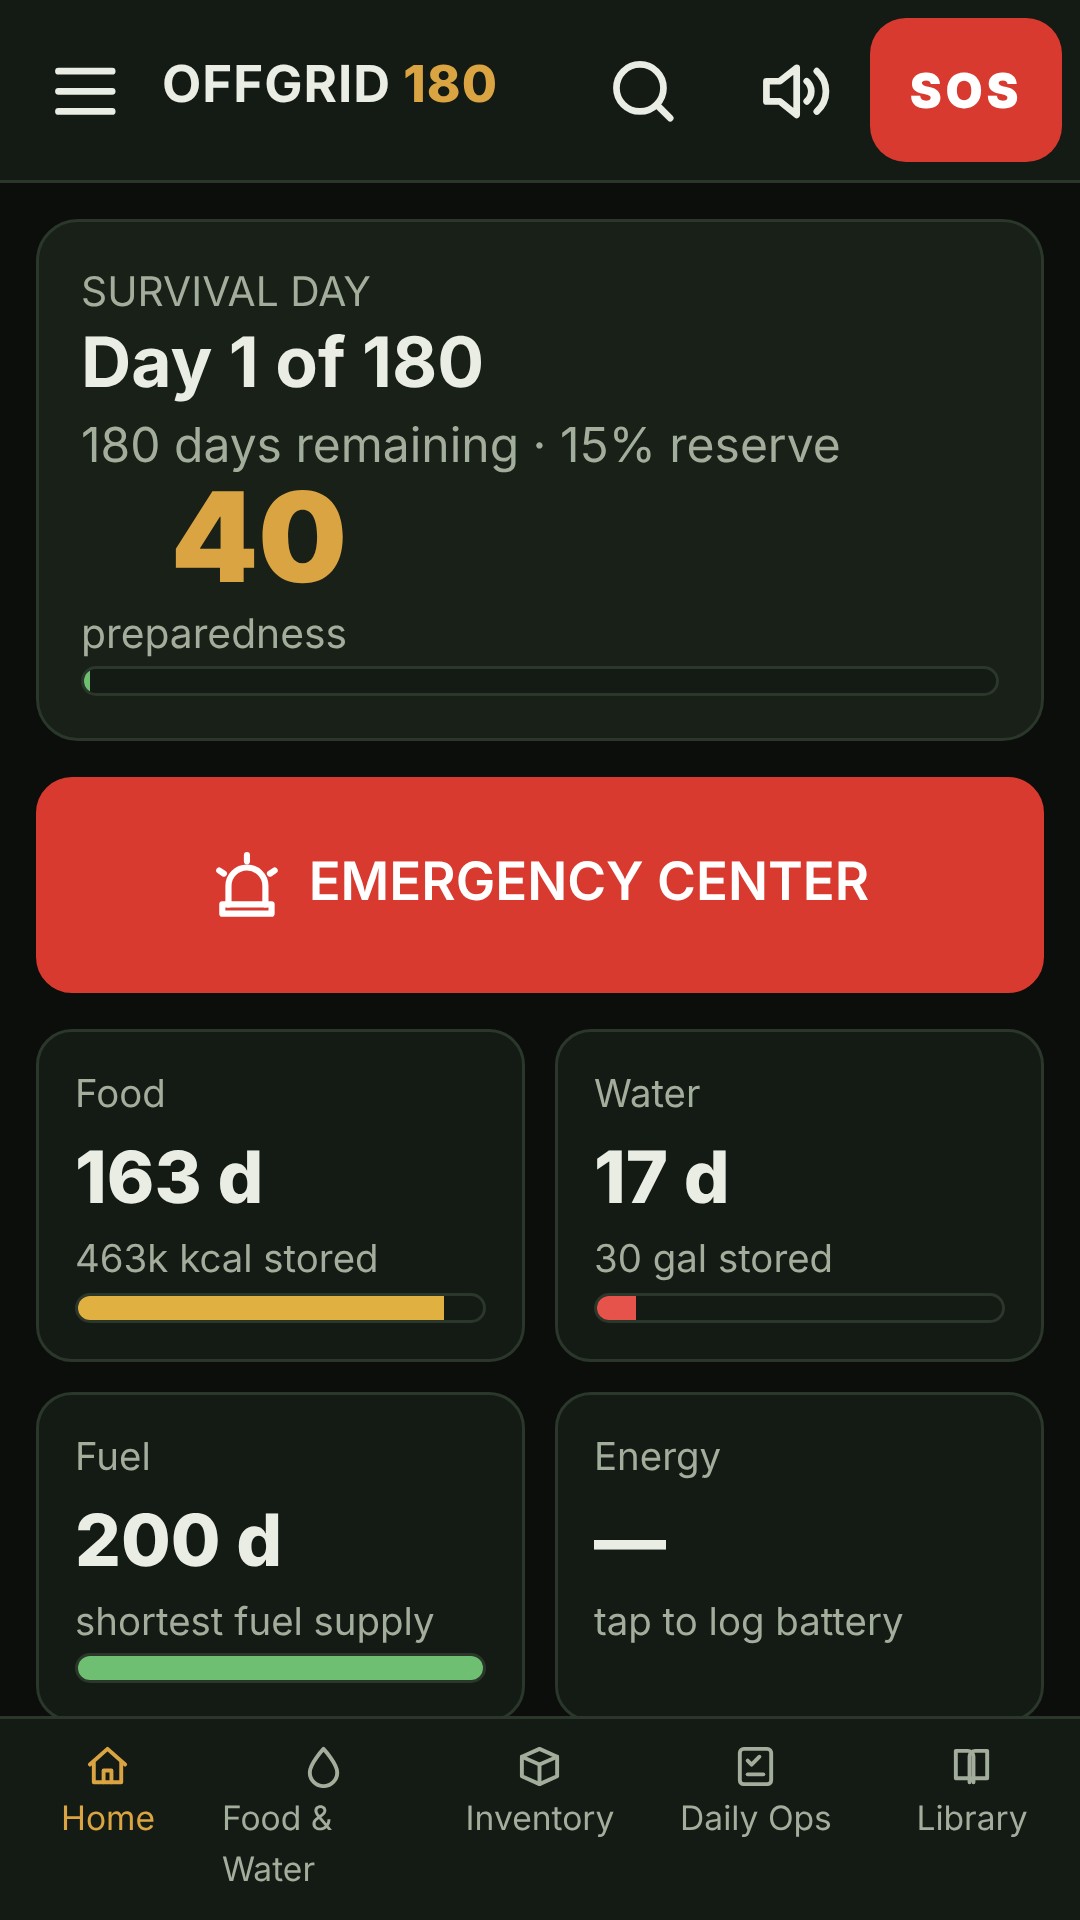 OFFGRID 180
SOS
SURVIVAL DAY
Day 1 of 180
180 days remaining · 15% reserve
40
preparedness
EMERGENCY CENTER
Food
163 d
463k kcal stored
Water
17 d
30 gal stored
Fuel
200 d
shortest fuel supply
Energy
—
tap to log battery
Home
Food &
Water
Inventory
Daily Ops
Library